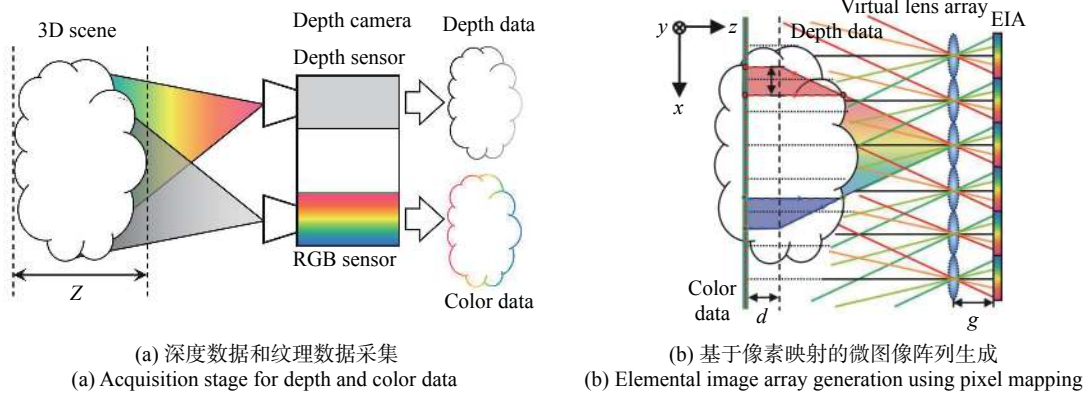 3D scene
Depth camera
Depth sensor
Depth data
Z
RGB sensor
Color data
Virtual lens array
EIA
y
z
x
Depth data
Color
data
d
g
(a) 深度数据和纹理数据采集
(a) Acquisition stage for depth and color data
(b) 基于像素映射的微图像阵列生成
(b) Elemental image array generation using pixel mapping